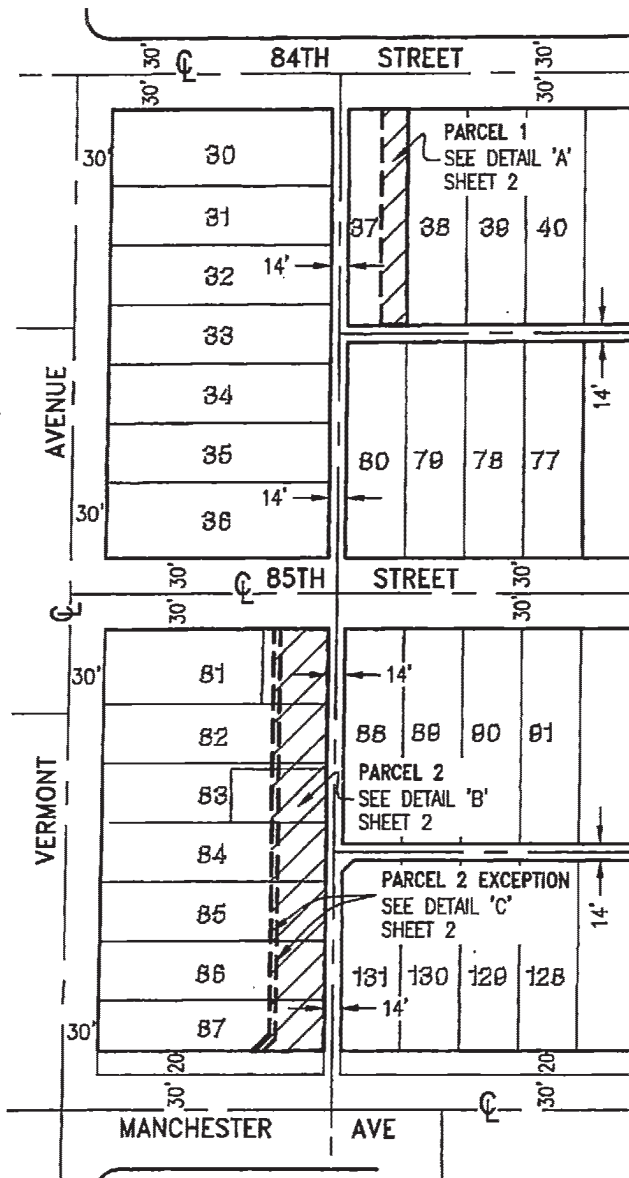 30' 30'
℄ 84TH STREET
30' 30'
30' 30 PARCEL 1
SEE DETAIL 'A'
SHEET 2
31 37 38 39 40
32 14'
33
34 14'
AVENUE
35 80 79 78 77
36 14'
30'
30' 30'
℄ 85TH STREET
℄ 30' 30'
30' 81 14'
82 88 89 90 91
83 PARCEL 2
SEE DETAIL 'B'
SHEET 2
VERMONT
84
PARCEL 2 EXCEPTION
85 SEE DETAIL 'C'
SHEET 2
14'
86 131 130 129 128
30' 87 14'
20' 20'
30' 30'
℄
MANCHESTER AVE